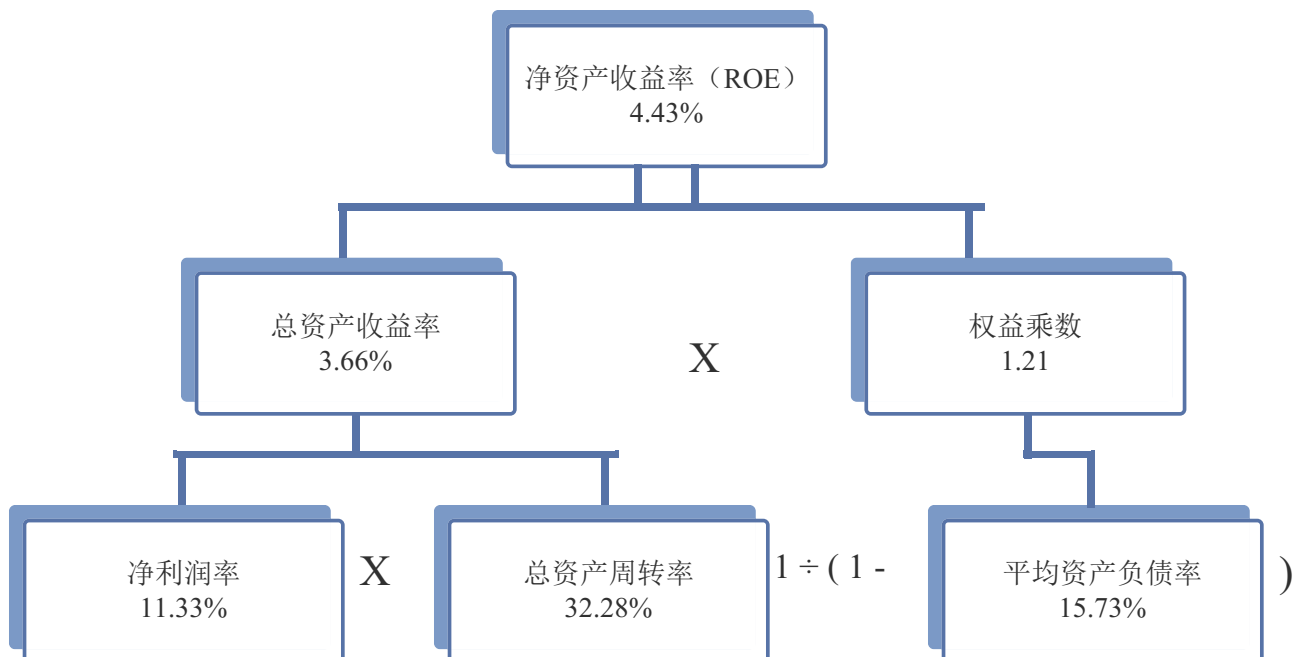 净资产收益率（ROE）
4.43%
总资产收益率
3.66%
X
权益乘数
1.21
净利润率
11.33%
X
总资产周转率
32.28%
1 ÷ ( 1 -
平均资产负债率
15.73%
)